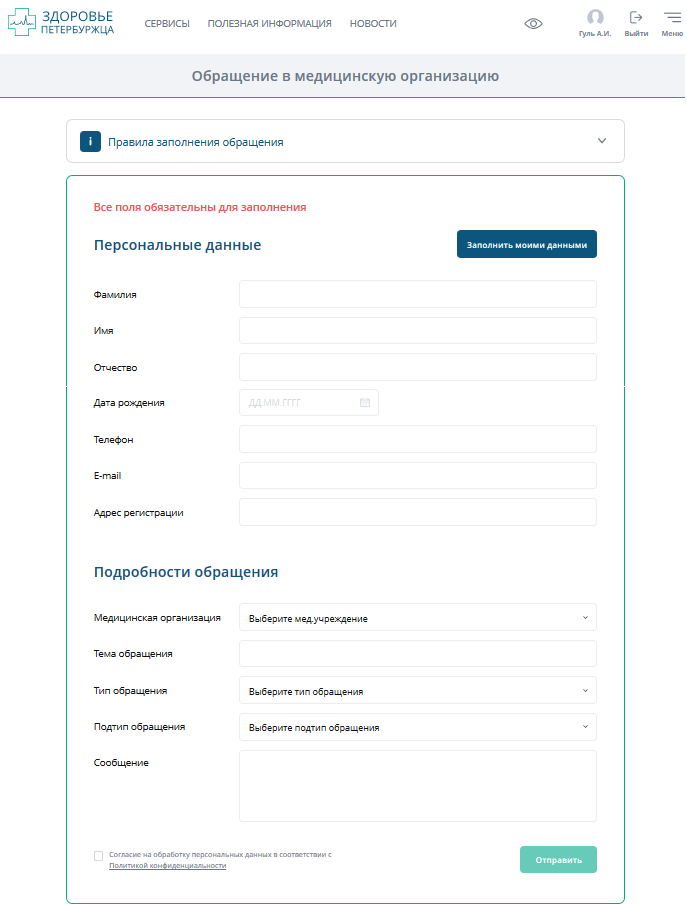 ЗДОРОВЬЕ
ПЕТЕРБУРЖЦА
СЕРВИСЫ ПОЛЕЗНАЯ ИНФОРМАЦИЯ НОВОСТИ
Гуль А.И. Выйти Меню
Обращение в медицинскую организацию
i Правила заполнения обращения
Все поля обязательны для заполнения
Персональные данные
Заполнить моими данными
Фамилия
Имя
Отчество
Дата рождения ДД.ММ.ГГГГ
Телефон
E-mail
Адрес регистрации
Подробности обращения
Медицинская организация Выберите мед.учреждение
Тема обращения
Тип обращения Выберите тип обращения
Подтип обращения Выберите подтип обращения
Сообщение
Согласие на обработку персональных данных в соответствии с
Политикой конфиденциальности
Отправить